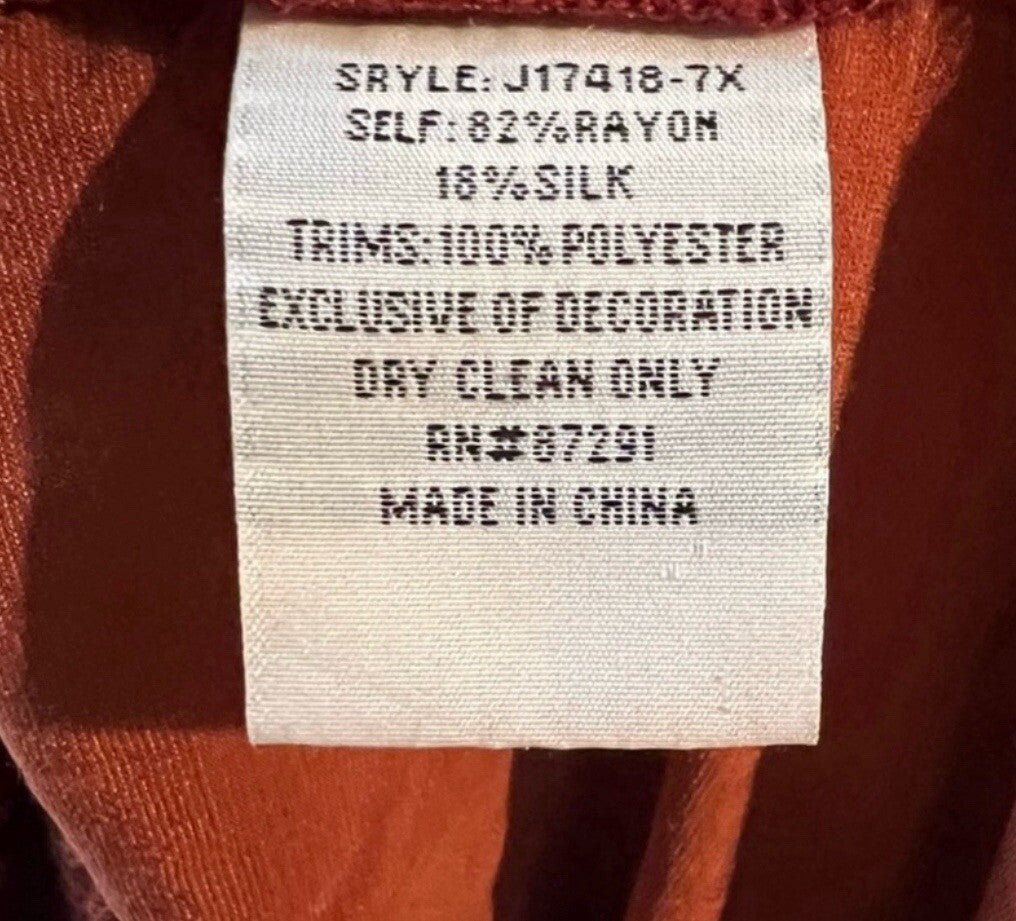 SRYLE: J17418-7X
SELF: 82%RAYON
18%SILK
TRIMS: 100% POLYESTER
EXCLUSIVE OF DECORATION
DRY CLEAN ONLY
RN#87291
MADE IN CHINA